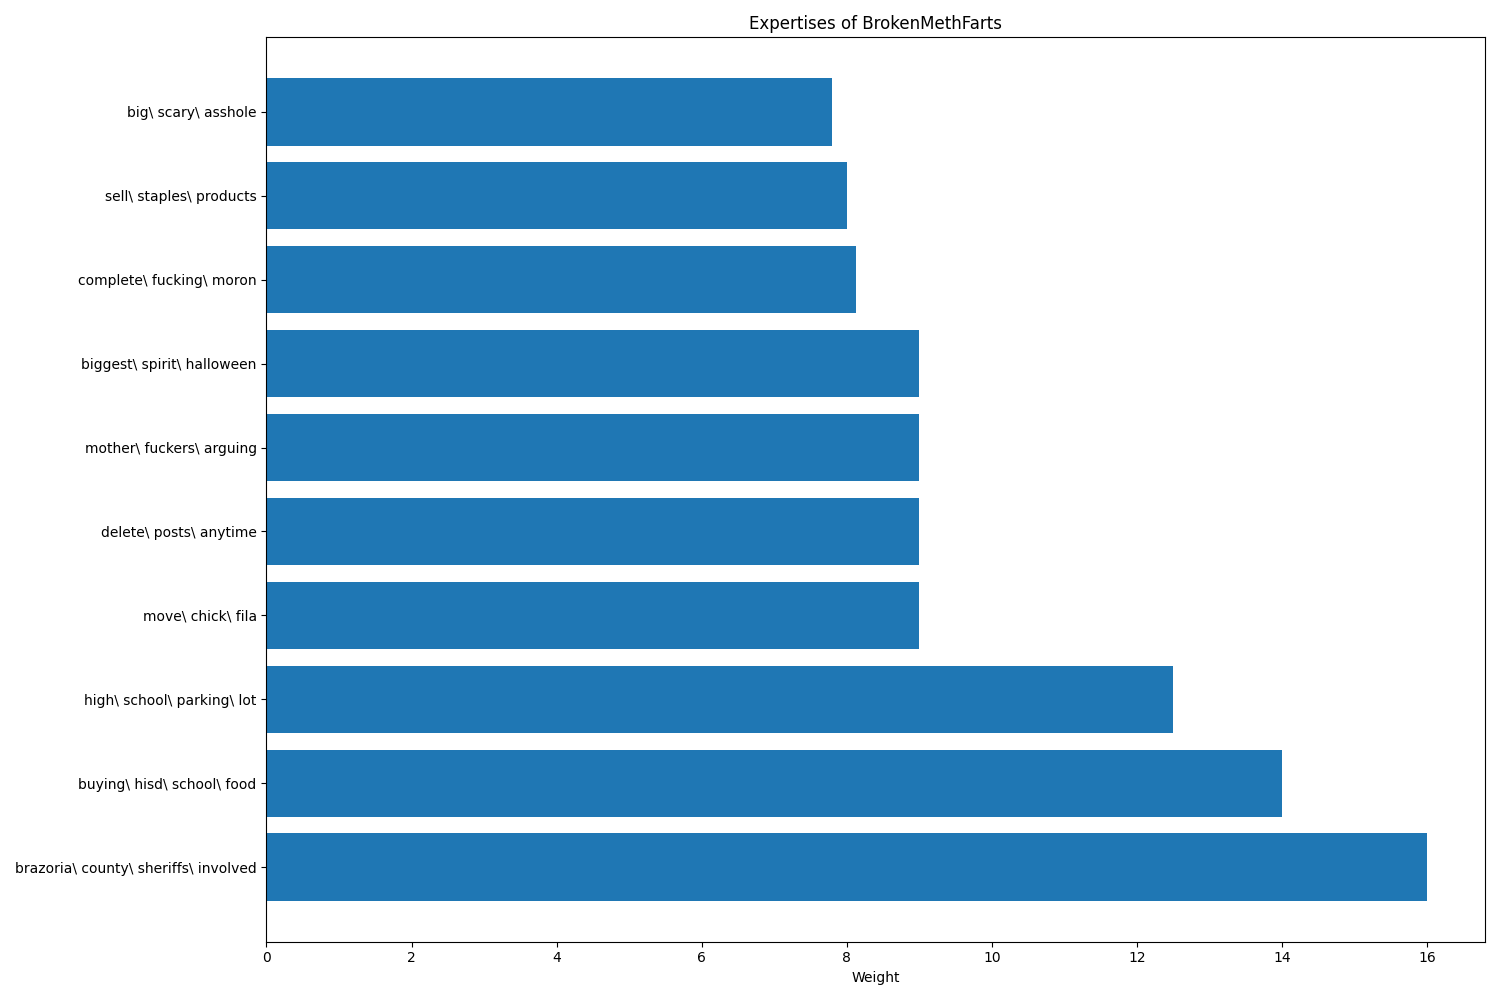 Expertises of BrokenMethFarts
big\ scary\ asshole
sell\ staples\ products
complete\ fucking\ moron
biggest\ spirit\ halloween
mother\ fuckers\ arguing
delete\ posts\ anytime
move\ chick\ fila
high\ school\ parking\ lot
buying\ hisd\ school\ food
brazoria\ county\ sheriffs\ involved
0 2 4 6 8 10 12 14 16
Weight